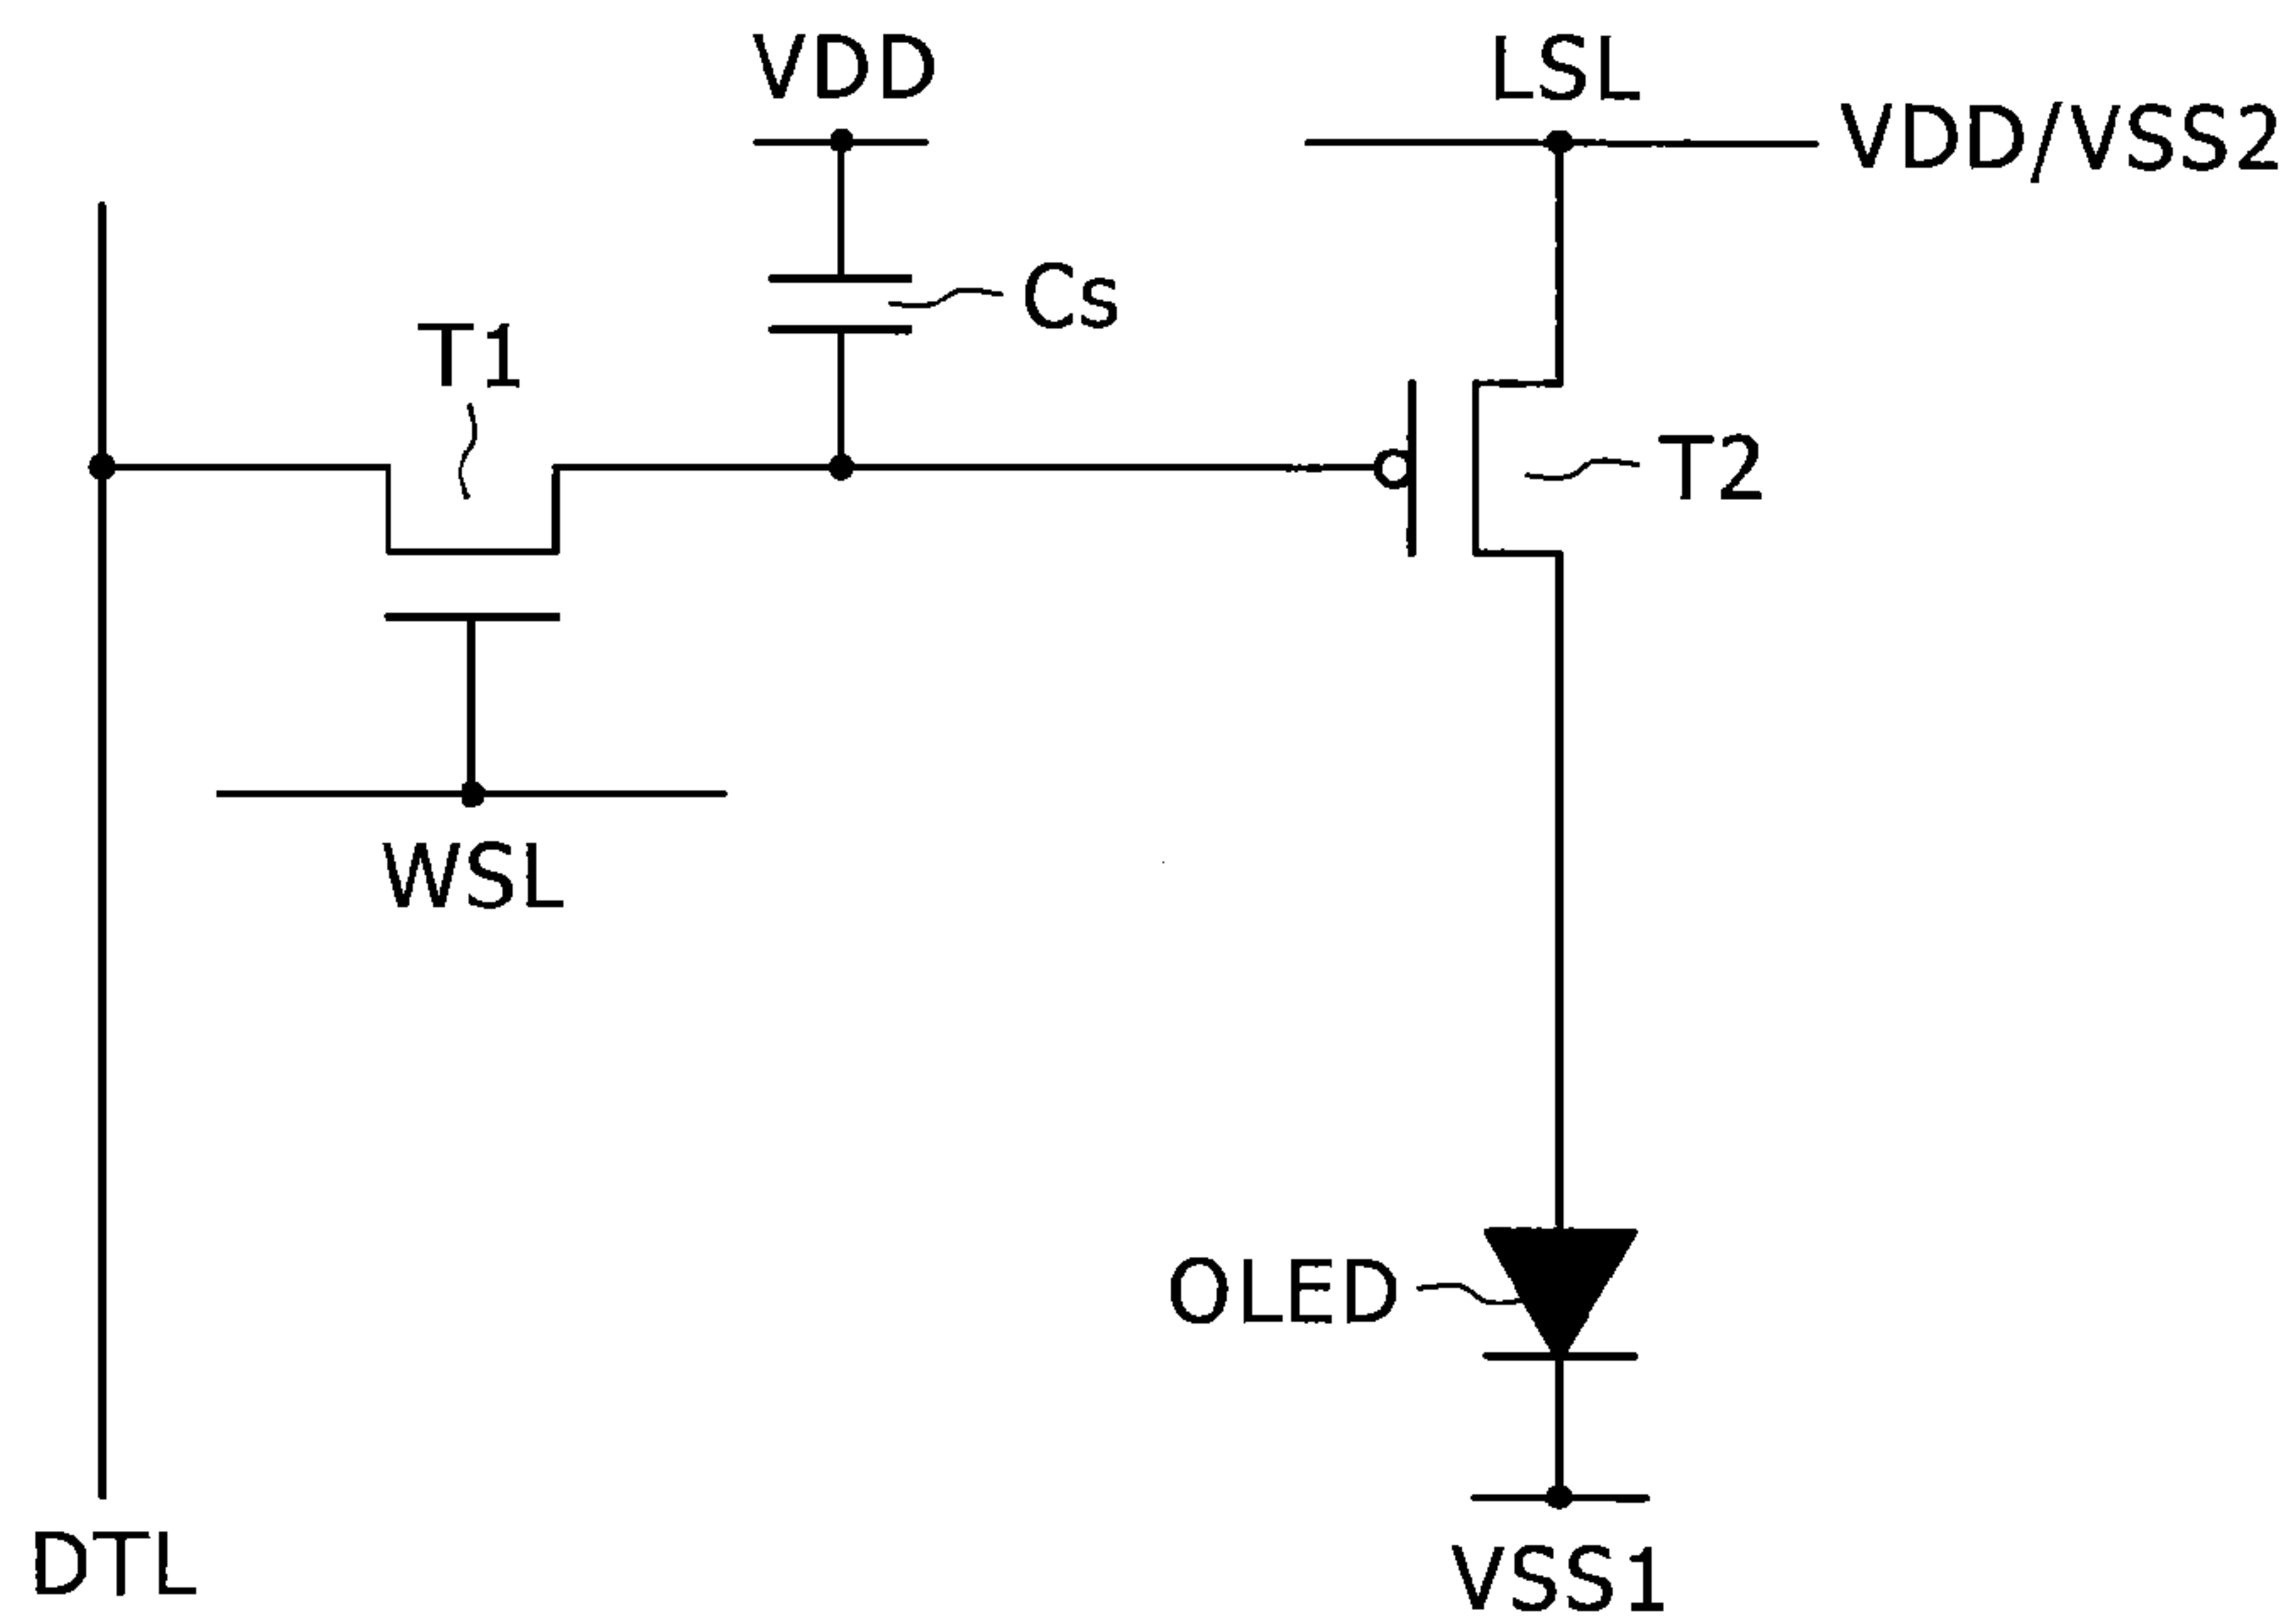 VDD
LSL
VDD/VSS2
Cs
T1
T2
WSL
OLED
DTL
VSS1